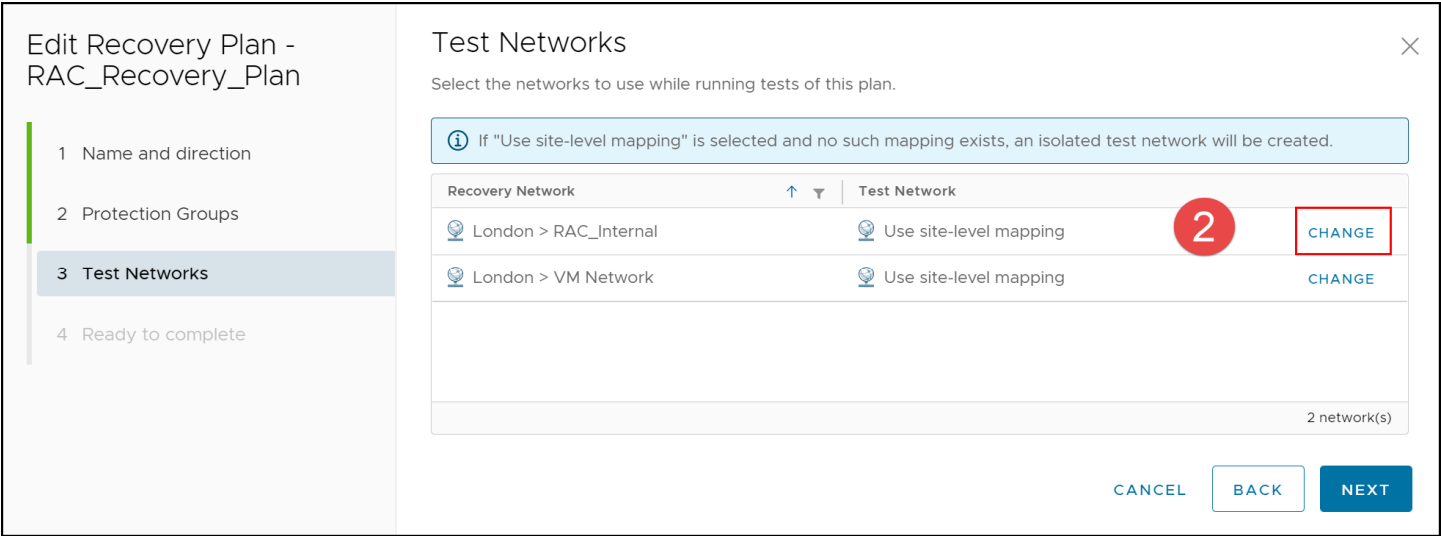 Edit Recovery Plan -
RAC_Recovery_Plan
1 Name and direction
2 Protection Groups
3 Test Networks
4 Ready to complete
Test Networks
Select the networks to use while running tests of this plan.
If "Use site-level mapping" is selected and no such mapping exists, an isolated test network will be created.
Recovery Network Test Network
London > RAC_Internal Use site-level mapping 2 CHANGE
London > VM Network Use site-level mapping CHANGE
2 network(s)
CANCEL BACK NEXT